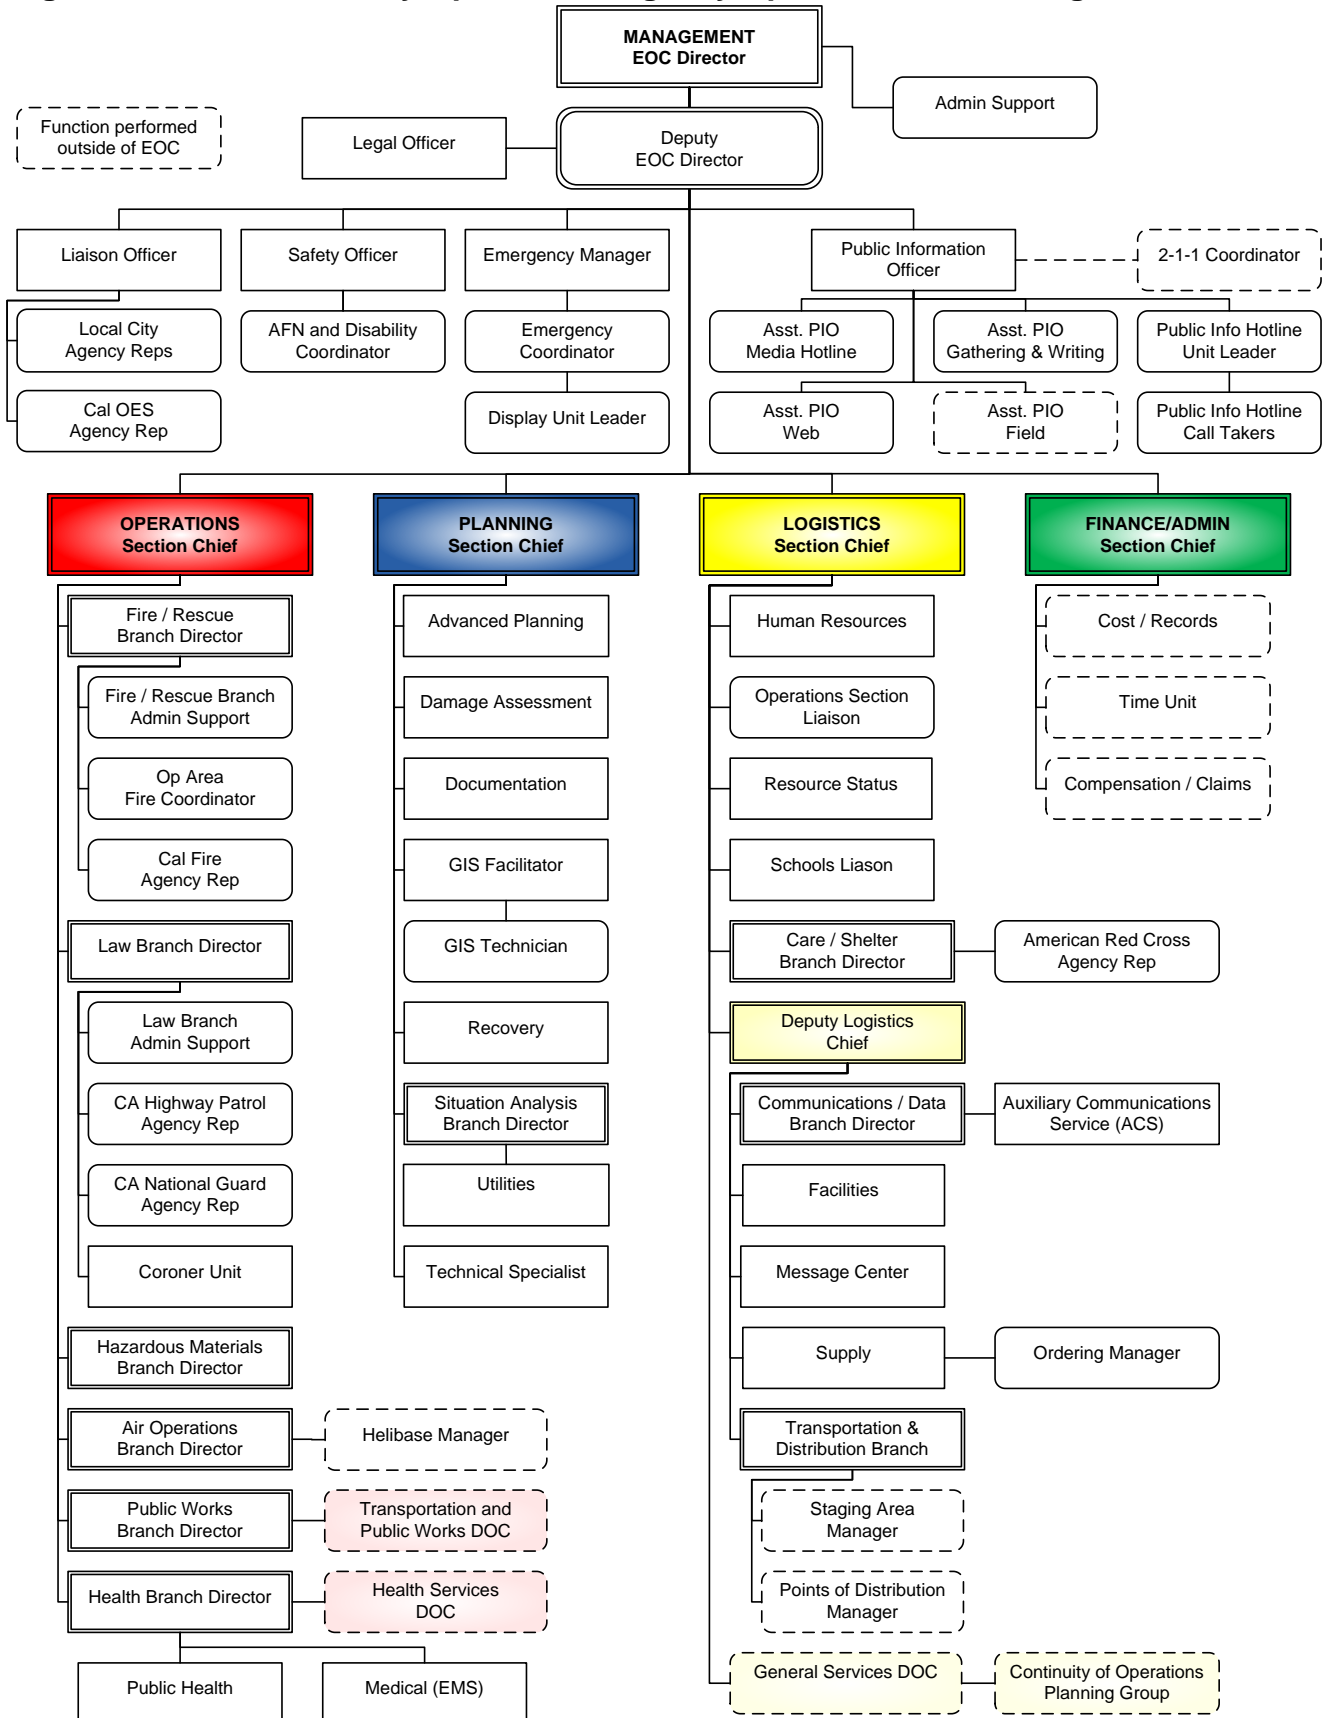 MANAGEMENT
EOC Director
Admin Support
Function performed
outside of EOC
Legal Officer
Deputy
EOC Director
Liaison Officer
Safety Officer
Emergency Manager
Public Information
Officer
2-1-1 Coordinator
Local City
Agency Reps
AFN and Disability
Coordinator
Emergency
Coordinator
Asst. PIO
Media Hotline
Asst. PIO
Gathering & Writing
Public Info Hotline
Unit Leader
Cal OES
Agency Rep
Display Unit Leader
Asst. PIO
Web
Asst. PIO
Field
Public Info Hotline
Call Takers
OPERATIONS
Section Chief
PLANNING
Section Chief
LOGISTICS
Section Chief
FINANCE/ADMIN
Section Chief
Fire / Rescue
Branch Director
Fire / Rescue Branch
Admin Support
Op Area
Fire Coordinator
Cal Fire
Agency Rep
Law Branch Director
Law Branch
Admin Support
CA Highway Patrol
Agency Rep
CA National Guard
Agency Rep
Coroner Unit
Hazardous Materials
Branch Director
Air Operations
Branch Director
Helibase Manager
Public Works
Branch Director
Transportation and
Public Works DOC
Health Branch Director
Health Services
DOC
Public Health
Medical (EMS)
Advanced Planning
Damage Assessment
Documentation
GIS Facilitator
GIS Technician
Recovery
Situation Analysis
Branch Director
Utilities
Technical Specialist
Human Resources
Operations Section
Liaison
Resource Status
Schools Liason
Care / Shelter
Branch Director
American Red Cross
Agency Rep
Deputy Logistics
Chief
Communications / Data
Branch Director
Auxiliary Communications
Service (ACS)
Facilities
Message Center
Supply
Ordering Manager
Transportation &
Distribution Branch
Staging Area
Manager
Points of Distribution
Manager
General Services DOC
Continuity of Operations
Planning Group
Cost / Records
Time Unit
Compensation / Claims